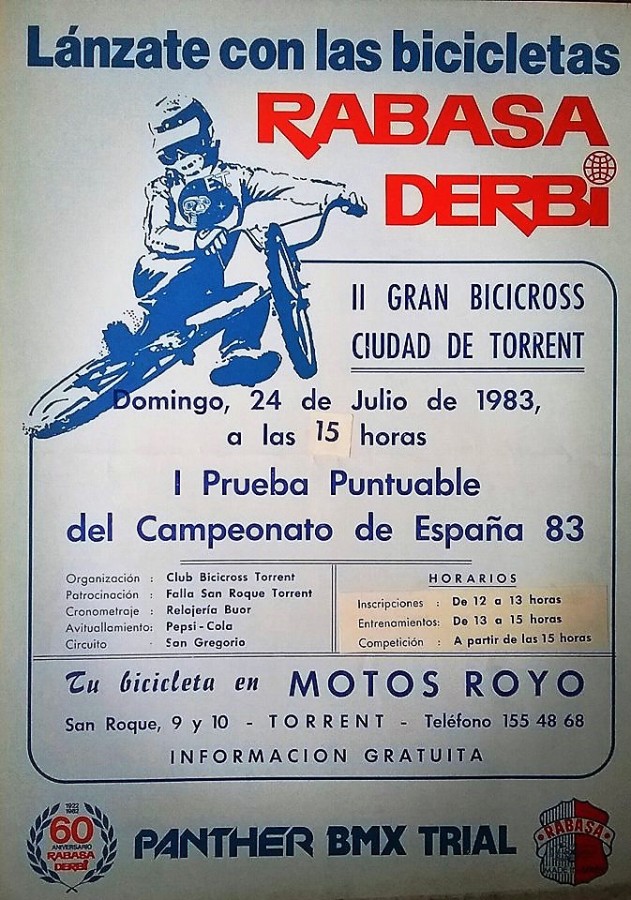 Lánzate con las bicicletas
RABASA
DERBI
II GRAN BICICROSS
CIUDAD DE TORRENT
Domingo, 24 de Julio de 1983,
a las 15 horas
I Prueba Puntuable
del Campeonato de España 83
Organización : Club Bicicross Torrent
Patrocinación : Falla San Roque Torrent
Cronometraje : Relojería Buor
Avituallamiento: Pepsi-Cola
Circuito : San Gregorio
HORARIOS
Inscripciones : De 12 a 13 horas
Entrenamientos: De 13 a 15 horas
Competición : A partir de las 15 horas
Tu bicicleta en MOTOS ROYO
San Roque, 9 y 10 - TORRENT - Teléfono 155 48 68
INFORMACION GRATUITA
1922
1982
60
ANIVERSARIO
RABASA
DERBI
PANTHER BMX TRIAL
RABASA